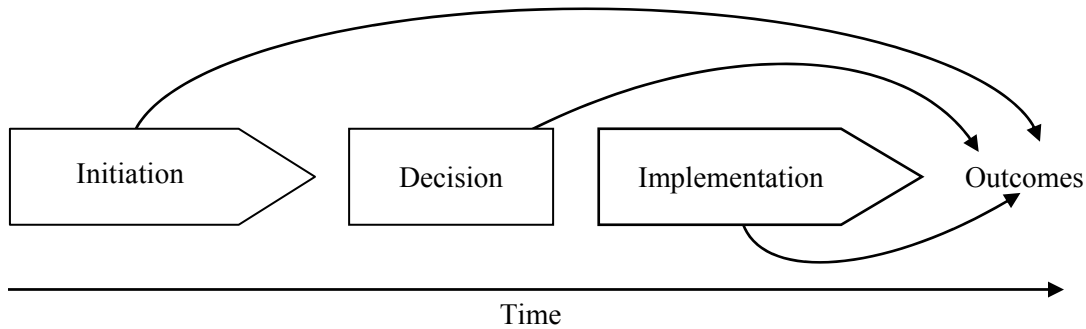 Initiation
Decision
Implementation
Outcomes
Time